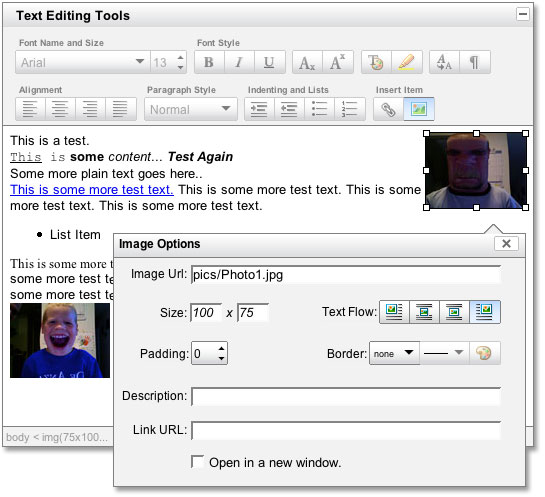 Text Editing Tools
Font Name and Size
Font Style
Arial 13 B I U Ax Ax A A ¶
Alignment
Paragraph Style
Indenting and Lists
Insert Item
Normal
This is a test.
This is some content... Test Again
Some more plain text goes here..
This is some more test text. This is some more test text. This is some
more test text. This is some more test text.
List Item
This is some more t
some more test te
some more test te
body < img(75x100...
Image Options
Image Url: pics/Photo1.jpg
Size: 100 x 75
Text Flow:
Padding: 0
Border: none
Description:
Link URL:
Open in a new window.